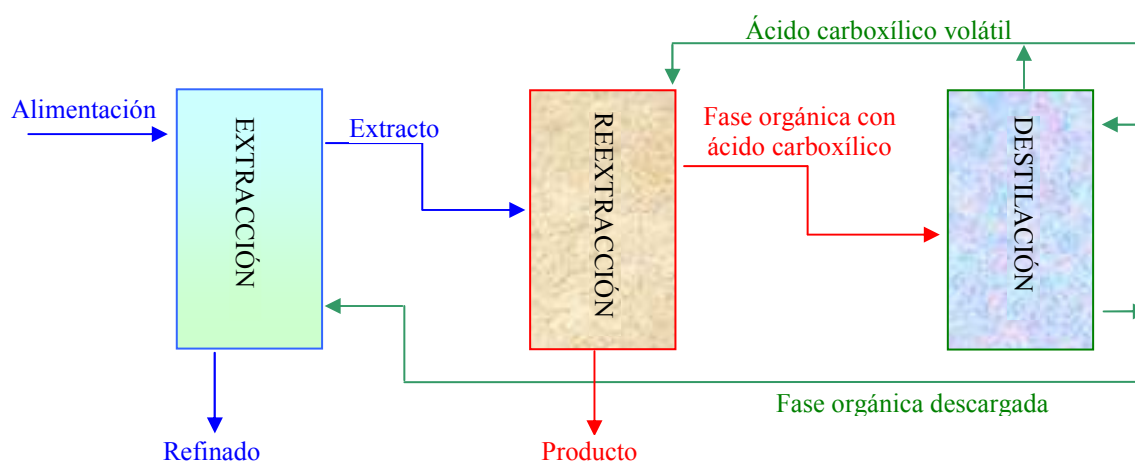 Ácido carboxílico volátil
Alimentación
EXTRACCIÓN
Extracto
REEXTRACCIÓN
Fase orgánica con
ácido carboxílico
DESTILACIÓN
Fase orgánica descargada
Refinado
Producto